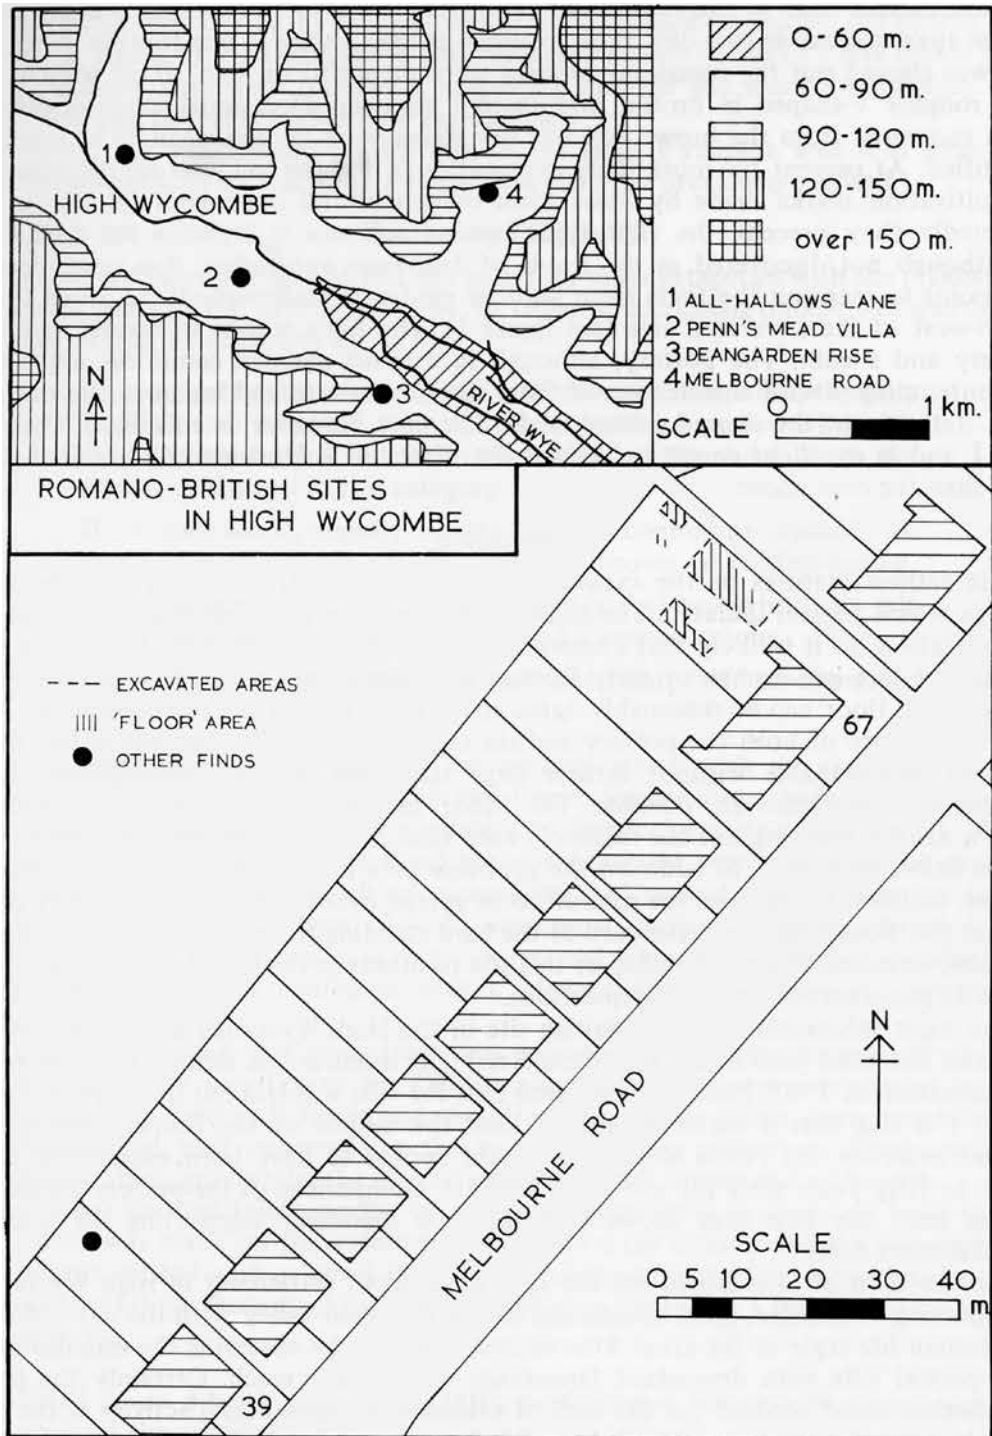 0-60 m.
60-90 m.
90-120 m.
120-150 m.
over 150 m.
1 ALL-HALLOWS LANE
2 PENN'S MEAD VILLA
3 DEANGARDEN RISE
4 MELBOURNE ROAD
0 1 km.
SCALE
1
HIGH WYCOMBE
4
2
3
N
RIVER WYE
ROMANO-BRITISH SITES
IN HIGH WYCOMBE
EXCAVATED AREAS
'FLOOR' AREA
OTHER FINDS
67
N
MELBOURNE ROAD
39
SCALE
0 5 10 20 30 40
m